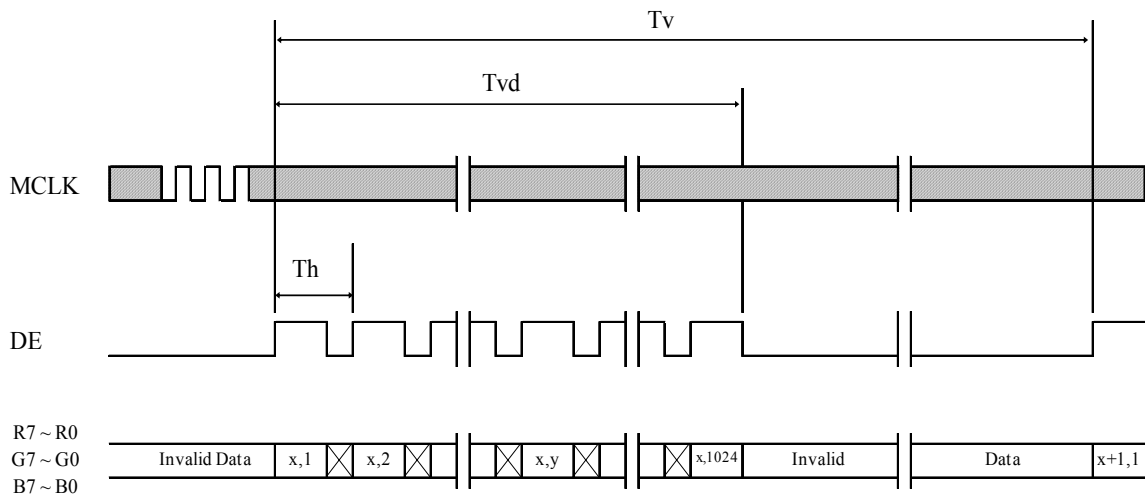 Tv
Tvd
MCLK
Th
DE
R7 ~ R0
G7 ~ G0
B7 ~ B0
Invalid Data x,1 x,2 x,y x,1024 Invalid Data x+1,1